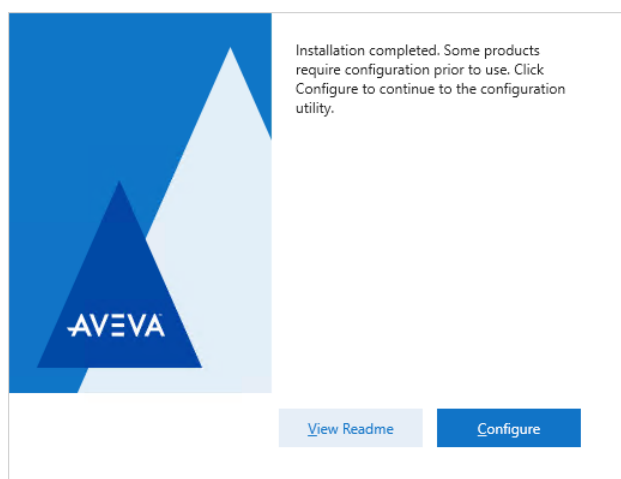 Installation completed. Some products
require configuration prior to use. Click
Configure to continue to the configuration
utility.
AVEVA
View Readme
Configure